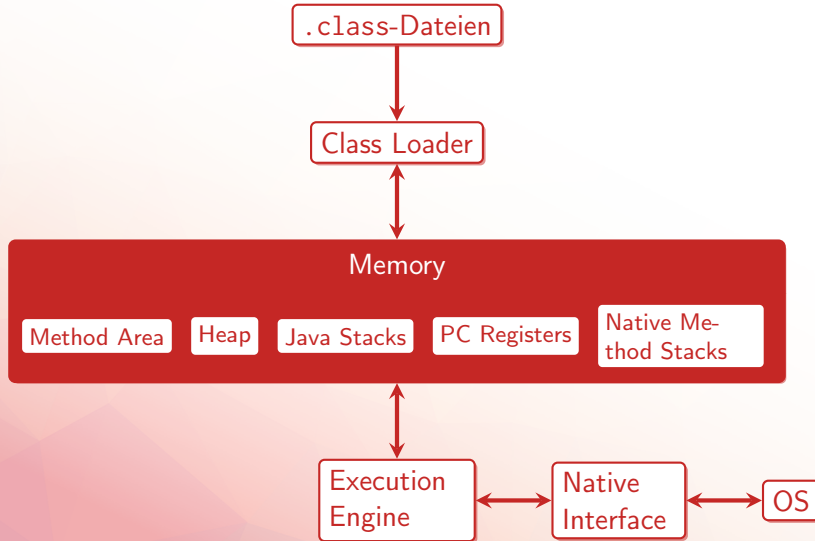 .class-Dateien
Class Loader
Memory
Method Area
Heap
Java Stacks
PC Registers
Native Me-
thod Stacks
Execution
Engine
Native
Interface
OS